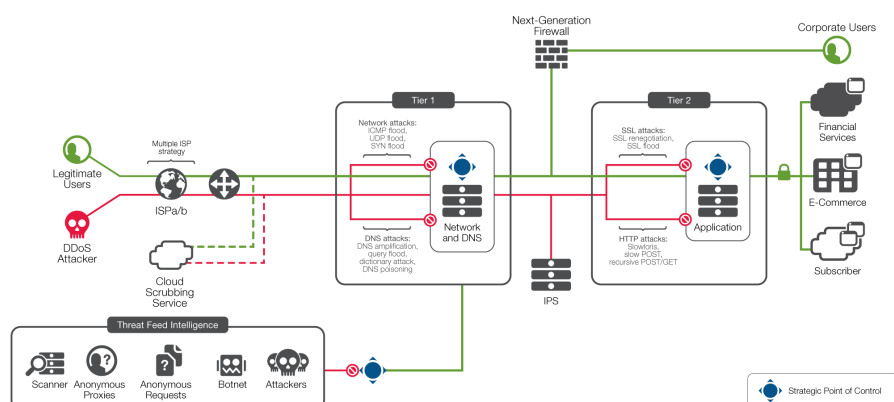 Next-Generation
Firewall
Corporate Users
Tier 1
Tier 2
Network attacks:
ICMP flood,
UDP flood,
SYN flood
SSL attacks:
SSL renegotiation,
SSL flood
Financial
Services
Multiple ISP
strategy
Legitimate
Users
ISPa/b
Network
and DNS
Application
E-Commerce
DDoS
Attacker
DNS attacks:
DNS amplification,
query flood,
dictionary attack,
DNS poisoning
HTTP attacks:
Slowloris,
slow POST,
recursive POST/GET
Subscriber
Cloud
Scrubbing
Service
IPS
Threat Feed Intelligence
Scanner
Anonymous
Proxies
Anonymous
Requests
Botnet
Attackers
Strategic Point of Control